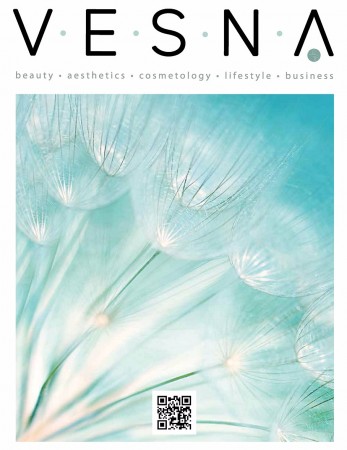 V·E·S·N·A
beauty • aesthetics • cosmetology • lifestyle • business